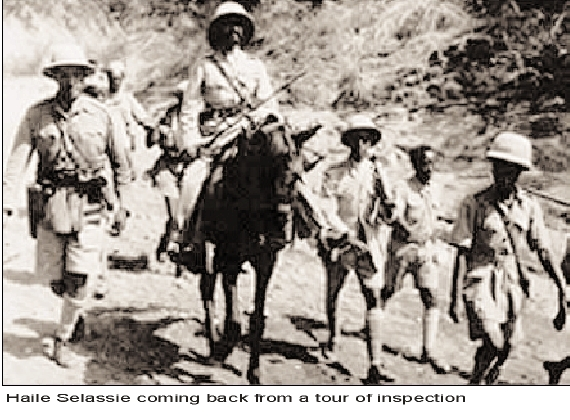 Haile Selassie coming back from a tour of inspection